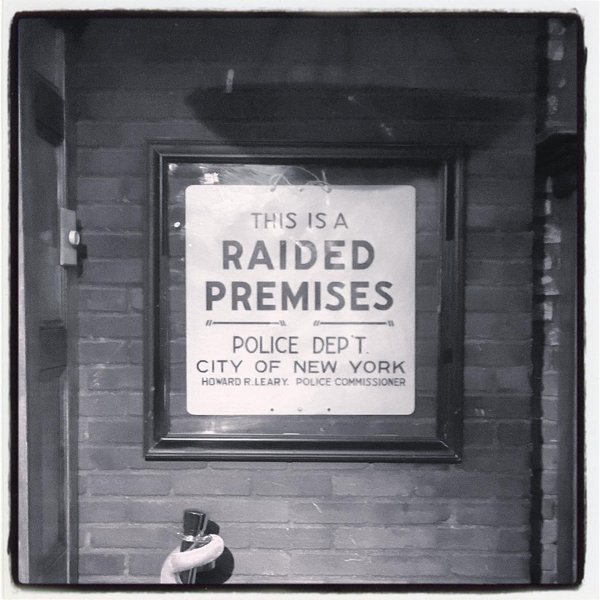 THIS IS A
RAIDED
PREMISES
POLICE DEP'T.
CITY OF NEW YORK
HOWARD R. LEARY. POLICE COMMISSIONER